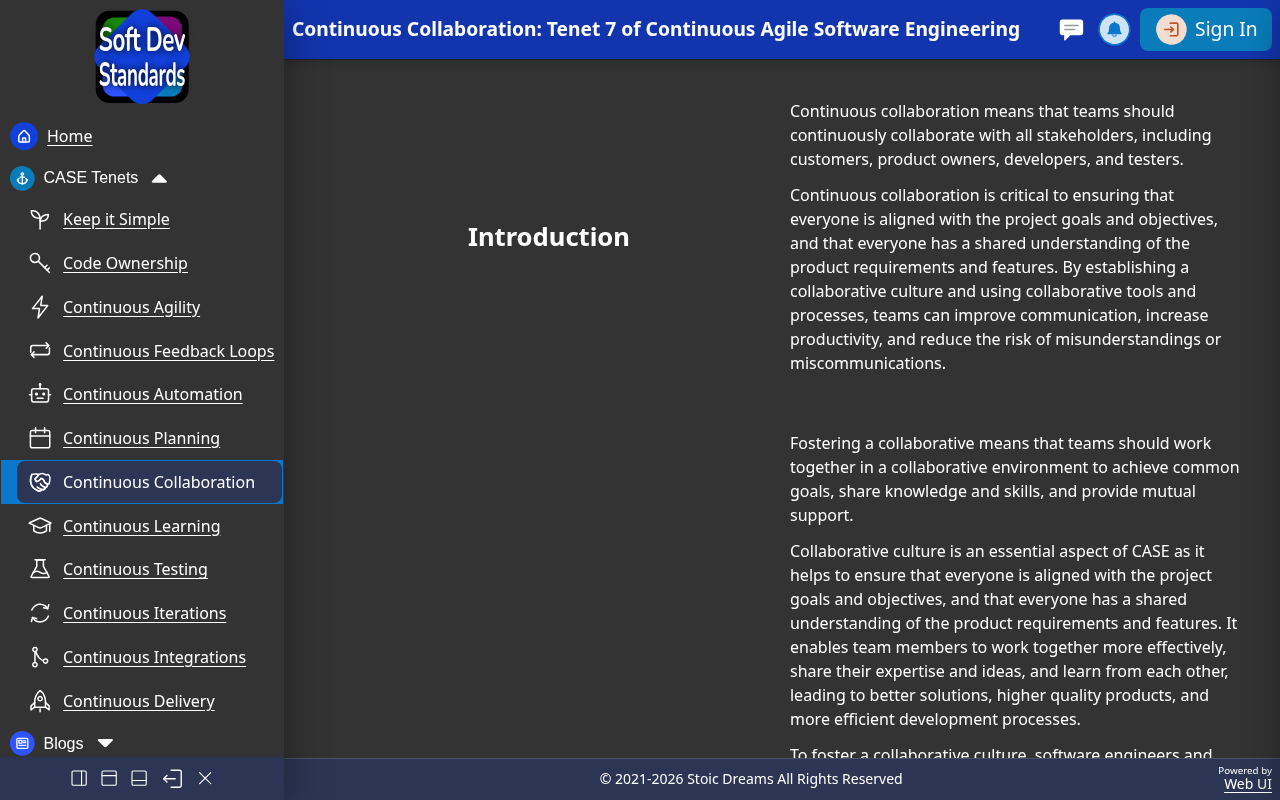 Soft Dev
Standards
Home
CASE Tenets
Keep it Simple
Code Ownership
Continuous Agility
Continuous Feedback Loops
Continuous Automation
Continuous Planning
Continuous Collaboration
Continuous Learning
Continuous Testing
Continuous Iterations
Continuous Integrations
Continuous Delivery
Blogs
Continuous Collaboration: Tenet 7 of Continuous Agile Software Engineering
Sign In
Introduction
Continuous collaboration means that teams should
continuously collaborate with all stakeholders, including
customers, product owners, developers, and testers.
Continuous collaboration is critical to ensuring that
everyone is aligned with the project goals and objectives,
and that everyone has a shared understanding of the
product requirements and features. By establishing a
collaborative culture and using collaborative tools and
processes, teams can improve communication, increase
productivity, and reduce the risk of misunderstandings or
miscommunications.
Fostering a collaborative means that teams should work
together in a collaborative environment to achieve common
goals, share knowledge and skills, and provide mutual
support.
Collaborative culture is an essential aspect of CASE as it
helps to ensure that everyone is aligned with the project
goals and objectives, and that everyone has a shared
understanding of the product requirements and features. It
enables team members to work together more effectively,
share their expertise and ideas, and learn from each other,
leading to better solutions, higher quality products, and
more efficient development processes.
To foster a collaborative culture, software engineers and
© 2021-2026 Stoic Dreams All Rights Reserved
Powered by
Web UI